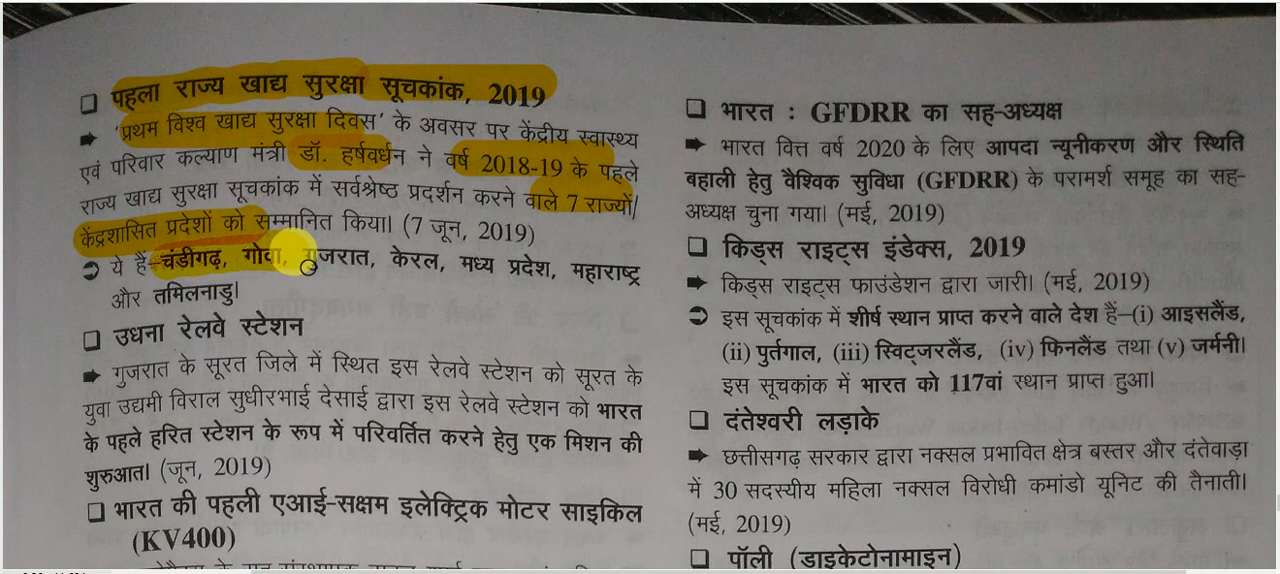 ❑ पहला राज्य खाद्य सुरक्षा सूचकांक, 2019
➡ 'प्रथम विश्व खाद्य सुरक्षा दिवस' के अवसर पर केंद्रीय स्वास्थ्य
एवं परिवार कल्याण मंत्री डॉ. हर्षवर्धन ने वर्ष 2018-19 के पहले
राज्य खाद्य सुरक्षा सूचकांक में सर्वश्रेष्ठ प्रदर्शन करने वाले 7 राज्यों/
केंद्रशासित प्रदेशों को सम्मानित किया। (7 जून, 2019)
➲ ये हैं–चंडीगढ़, गोवा, गुजरात, केरल, मध्य प्रदेश, महाराष्ट्र
और तमिलनाडु।
❑ उधना रेलवे स्टेशन
➡ गुजरात के सूरत जिले में स्थित इस रेलवे स्टेशन को सूरत के
युवा उद्यमी विराल सुधीरभाई देसाई द्वारा इस रेलवे स्टेशन को भारत
के पहले हरित स्टेशन के रूप में परिवर्तित करने हेतु एक मिशन की
शुरुआत। (जून, 2019)
❑ भारत की पहली एआई-सक्षम इलेक्ट्रिक मोटर साइकिल
(KV400)
❑ भारत : GFDRR का सह-अध्यक्ष
➡ भारत वित्त वर्ष 2020 के लिए आपदा न्यूनीकरण और स्थिति
बहाली हेतु वैश्विक सुविधा (GFDRR) के परामर्श समूह का सह-
अध्यक्ष चुना गया। (मई, 2019)
❑ किड्स राइट्स इंडेक्स, 2019
➡ किड्स राइट्स फाउंडेशन द्वारा जारी। (मई, 2019)
➲ इस सूचकांक में शीर्ष स्थान प्राप्त करने वाले देश हैं–(i) आइसलैंड,
(ii) पुर्तगाल, (iii) स्विट्जरलैंड, (iv) फिनलैंड तथा (v) जर्मनी।
इस सूचकांक में भारत को 117वां स्थान प्राप्त हुआ।
❑ दंतेश्वरी लड़ाके
➡ छत्तीसगढ़ सरकार द्वारा नक्सल प्रभावित क्षेत्र बस्तर और दंतेवाड़ा
में 30 सदस्यीय महिला नक्सल विरोधी कमांडो यूनिट की तैनाती।
(मई, 2019)
❑ पॉली (डाइकेटोनामाइन)